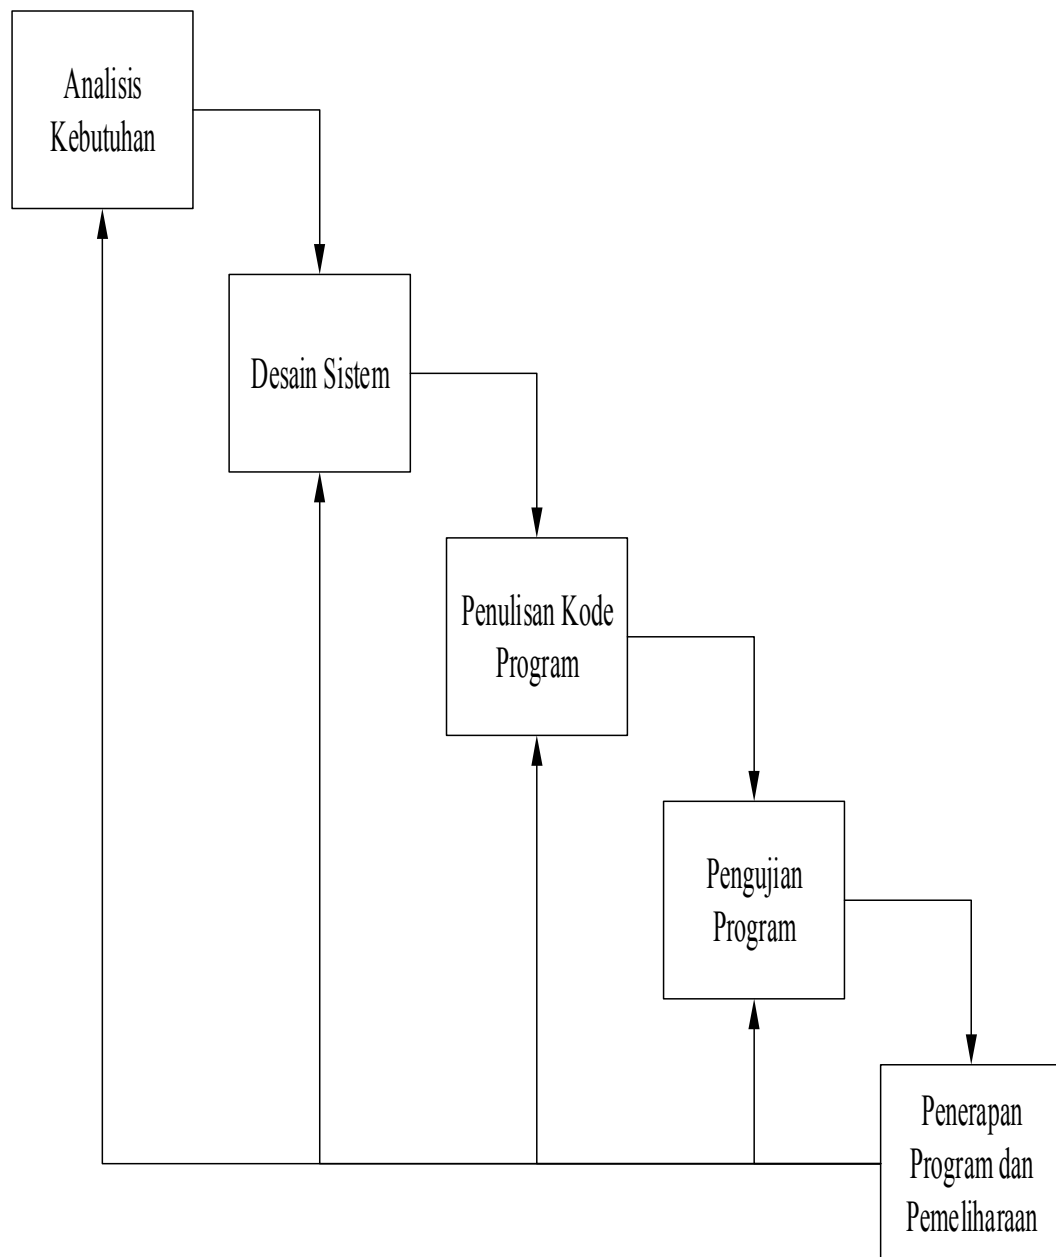 Analisis
Kebutuhan
Desain Sistem
Penulisan Kode
Program
Pengujian
Program
Penerapan
Program dan
Pemeliharaan